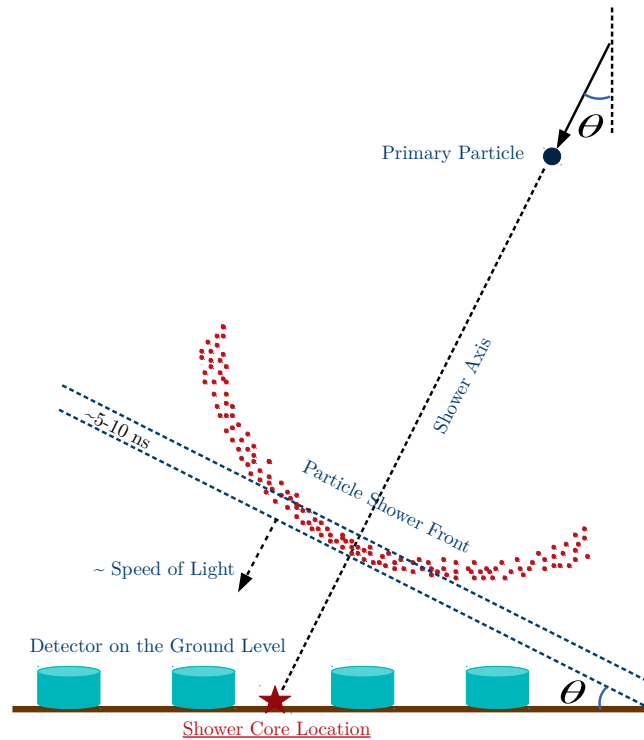 θ
Primary Particle
Shower Axis
~5-10 ns
Particle Shower Front
~ Speed of Light
Detector on the Ground Level
θ
Shower Core Location